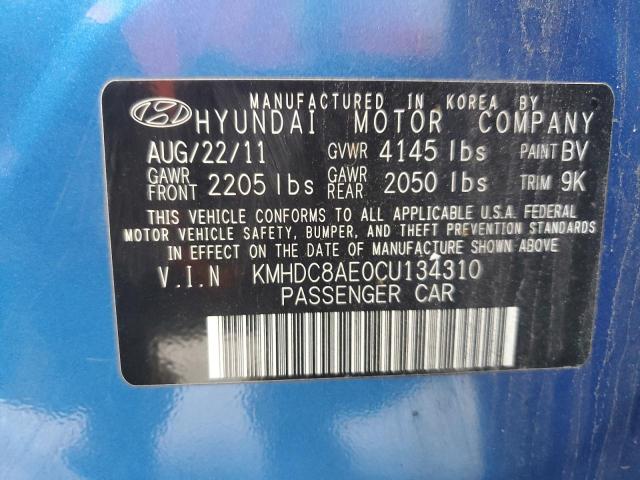 MANUFACTURED IN KOREA BY
HYUNDAI MOTOR COMPANY
AUG/22/11 GVWR 4145 lbs PAINT BV
GAWR FRONT 2205 lbs GAWR REAR 2050 lbs TRIM 9K
THIS VEHICLE CONFORMS TO ALL APPLICABLE U.S.A. FEDERAL
MOTOR VEHICLE SAFETY, BUMPER, AND THEFT PREVENTION STANDARDS
IN EFFECT ON THE DATE OF MANUFACTURE SHOWN ABOVE.
V.I.N KMHDC8AE0CU134310
PASSENGER CAR